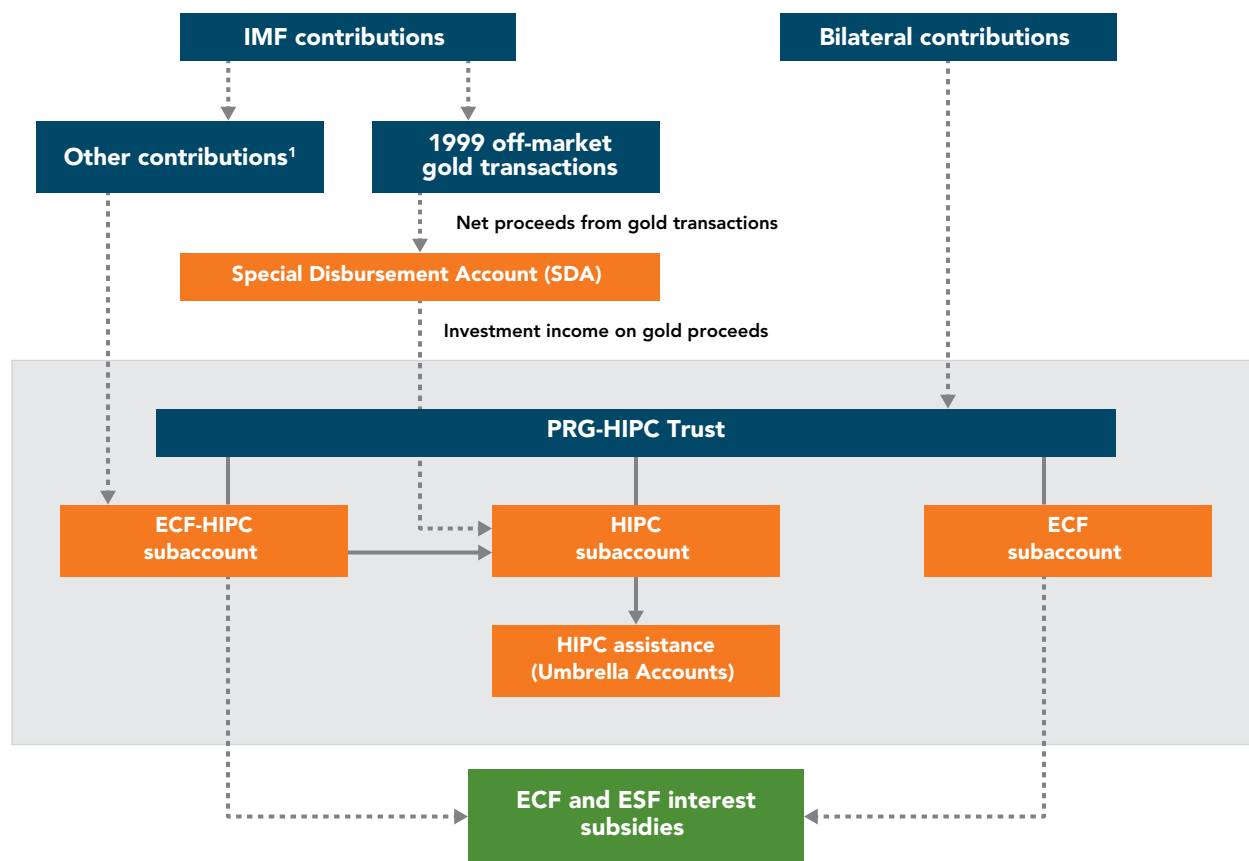 IMF contributions
Bilateral contributions
Other contributions¹
1999 off-market
gold transactions
Net proceeds from gold transactions
Special Disbursement Account (SDA)
Investment income on gold proceeds
PRG-HIPC Trust
ECF-HIPC
subaccount
HIPC
subaccount
ECF
subaccount
HIPC assistance
(Umbrella Accounts)
ECF and ESF interest
subsidies